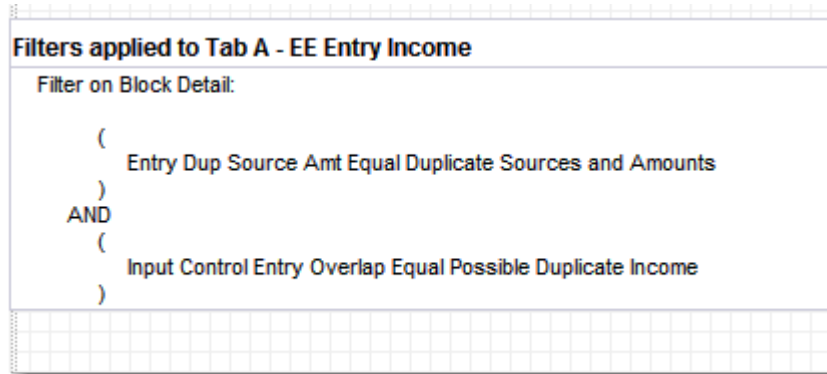 Filters applied to Tab A - EE Entry Income
Filter on Block Detail:
(
Entry Dup Source Amt Equal Duplicate Sources and Amounts
)
AND
(
Input Control Entry Overlap Equal Possible Duplicate Income
)